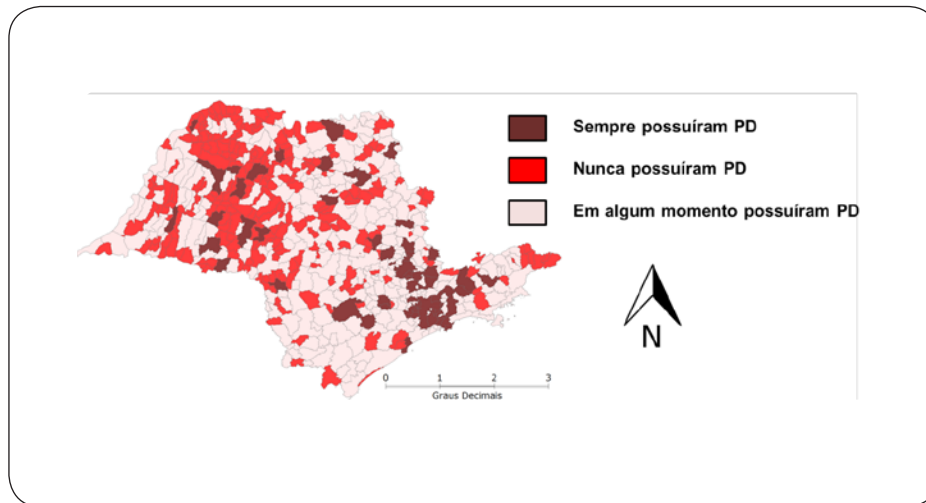 Sempre possuíram PD
Nunca possuíram PD
Em algum momento possuíram PD
N
0 1 2 3
Graus Decimais